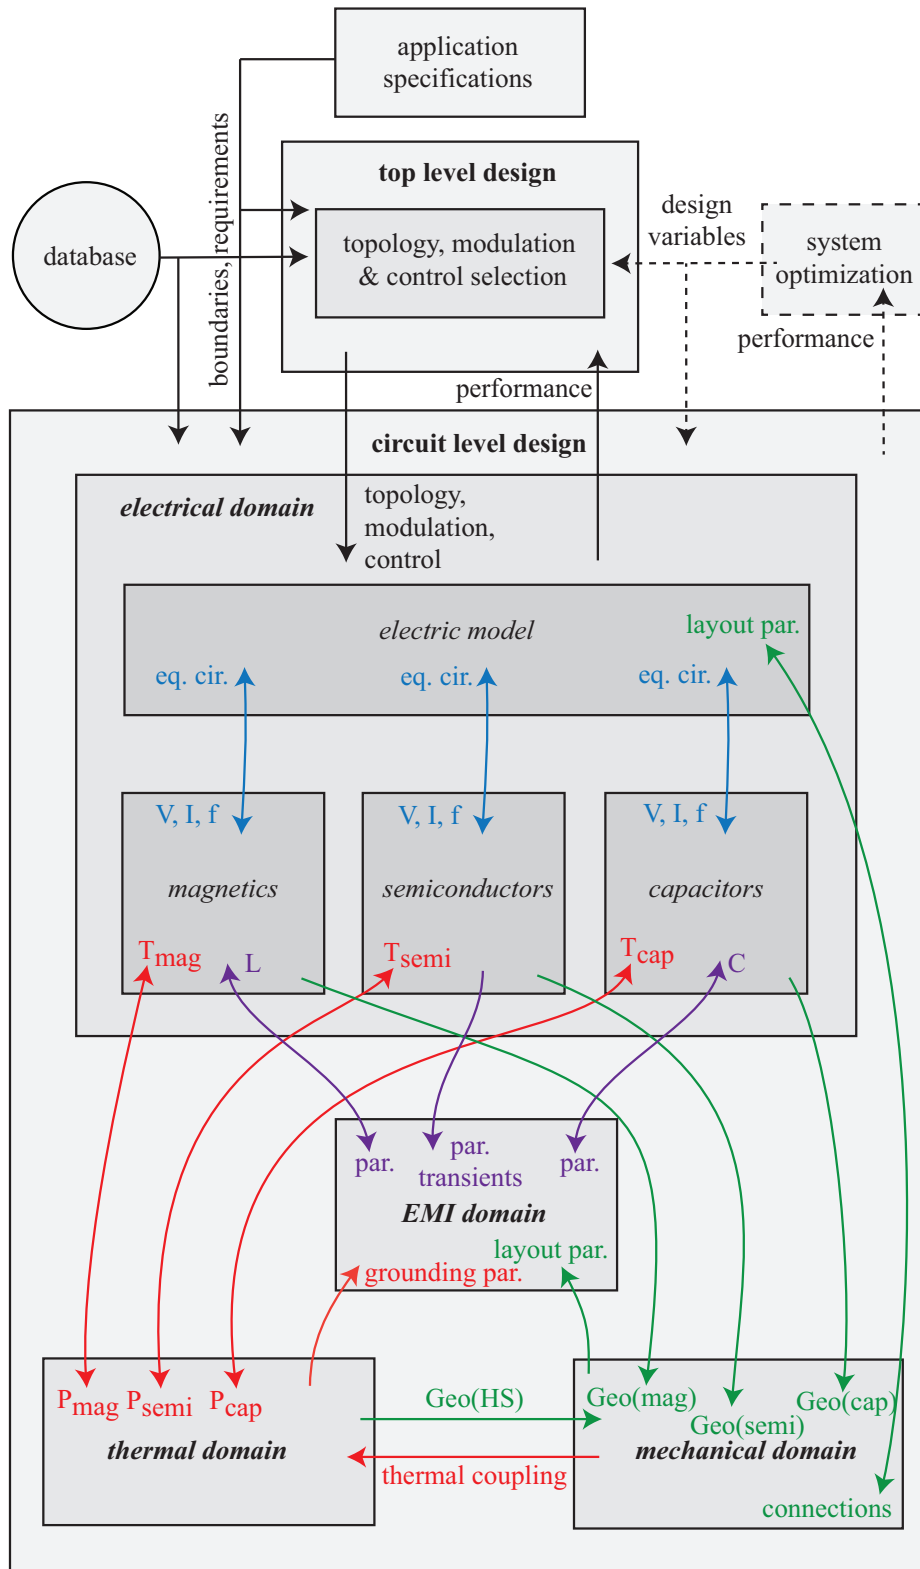 application
specifications
boundaries, requirements
top level design
database
topology, modulation
& control selection
design
variables
system
optimization
performance
performance
circuit level design
electrical domain
topology,
modulation,
control
electric model
layout par.
eq. cir.
eq. cir.
eq. cir.
V, I, f
V, I, f
V, I, f
magnetics
semiconductors
capacitors
Tmag
L
Tsemi
Tcap
C
par.
par.
transients
par.
EMI domain
layout par.
grounding par.
Pmag
Psemi
Pcap
thermal domain
Geo(HS)
thermal coupling
Geo(mag)
Geo(semi)
Geo(cap)
mechanical domain
connections